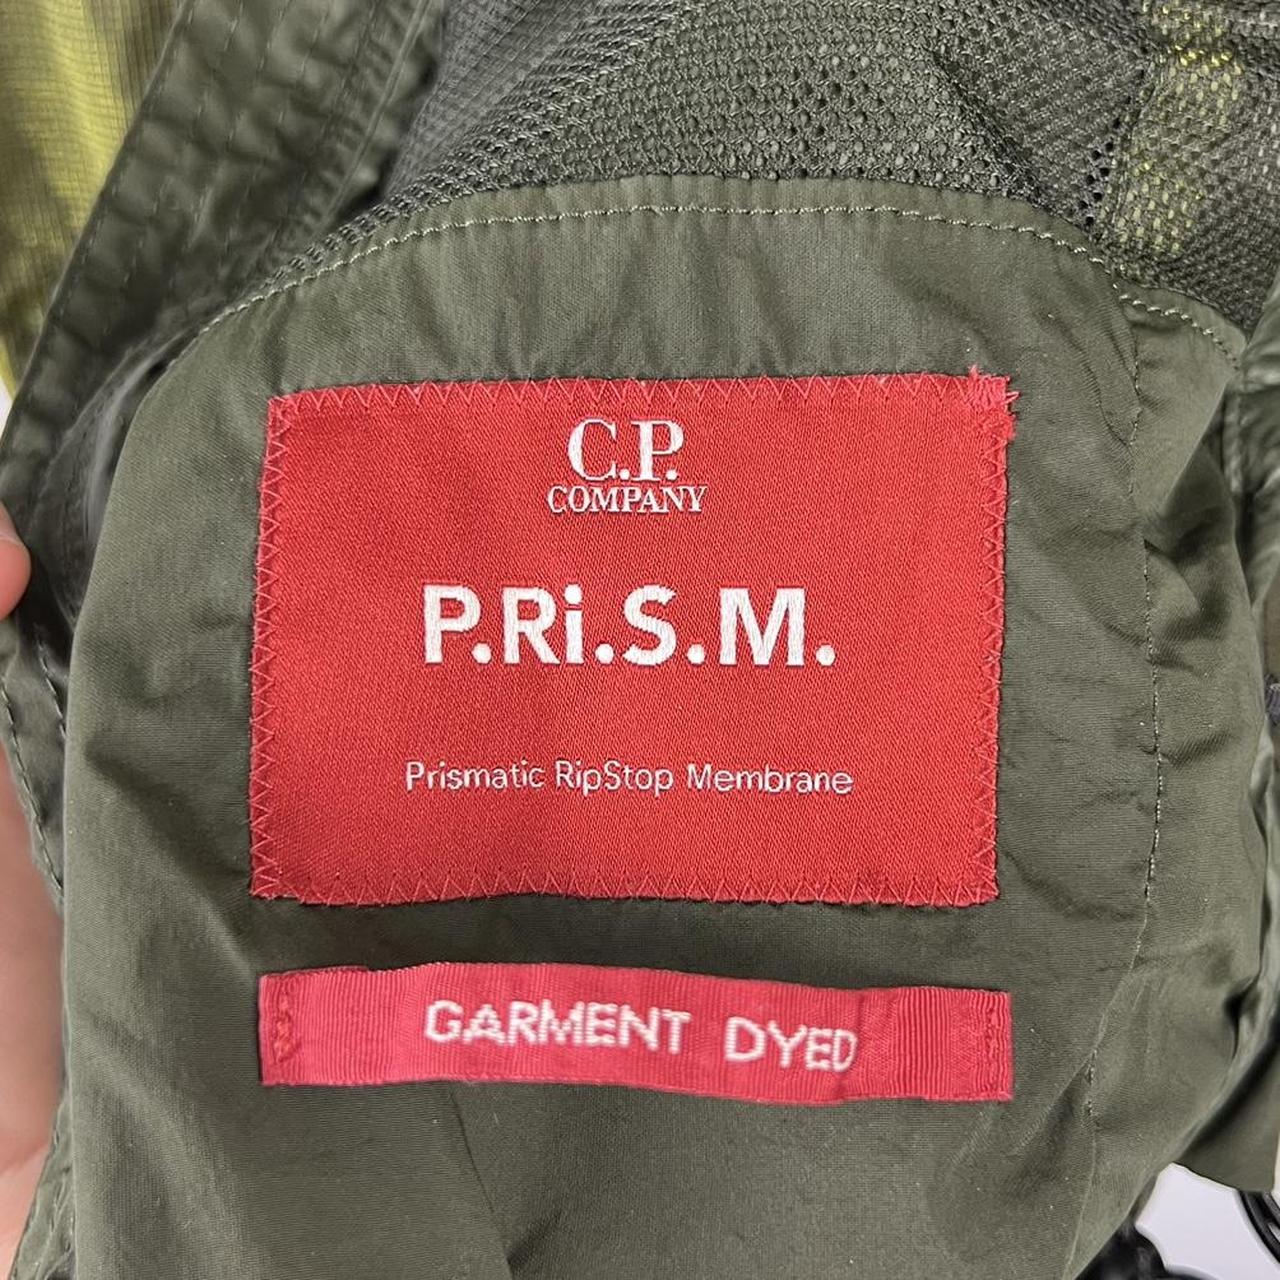 C.P.
COMPANY
P.Ri.S.M.
Prismatic RipStop Membrane
GARMENT DYED